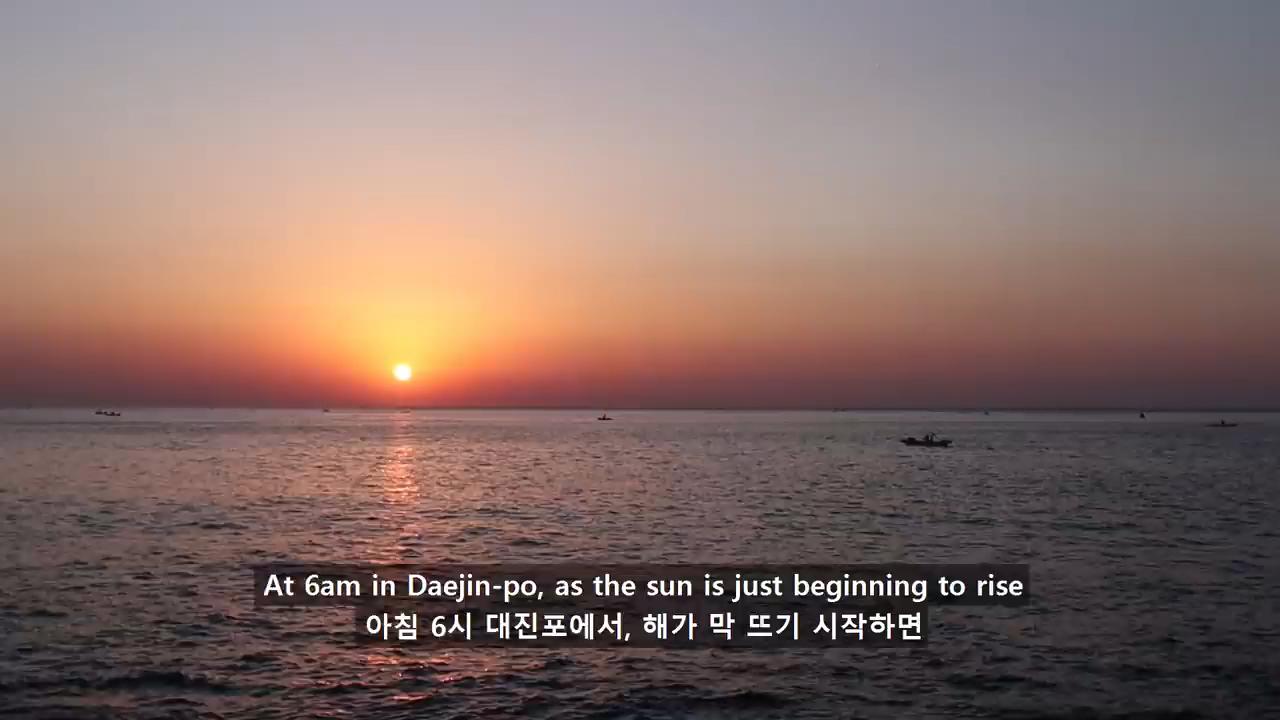 At 6am in Daejin-po, as the sun is just beginning to rise
아침 6시 대진포에서, 해가 막 뜨기 시작하면